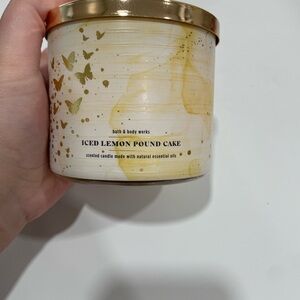 bath & body works
ICED LEMON POUND CAKE
scented candle made with natural essential oils